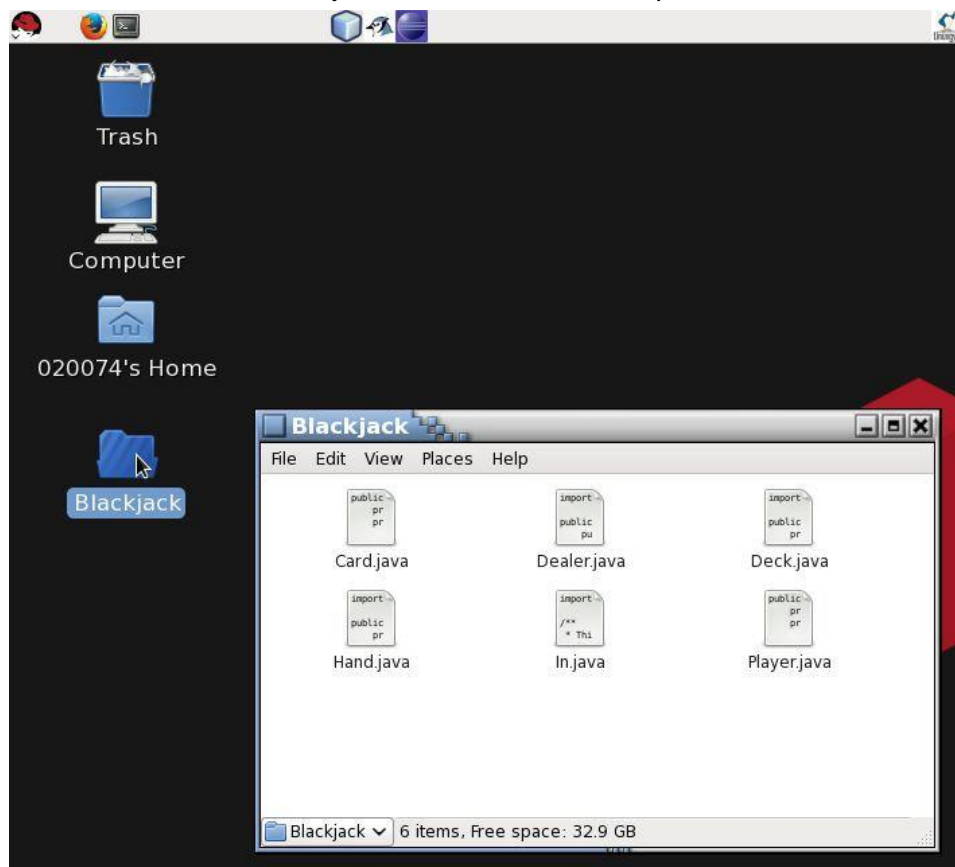 Trash
Computer
020074's Home
Blackjack
Blackjack
File Edit View Places Help
public
pr
pr
Card.java
import
public
pu
Dealer.java
import
public
pr
Deck.java
import
public
pr
Hand.java
import
/**
* Thi
In.java
public
pr
pr
Player.java
Blackjack 6 items, Free space: 32.9 GB